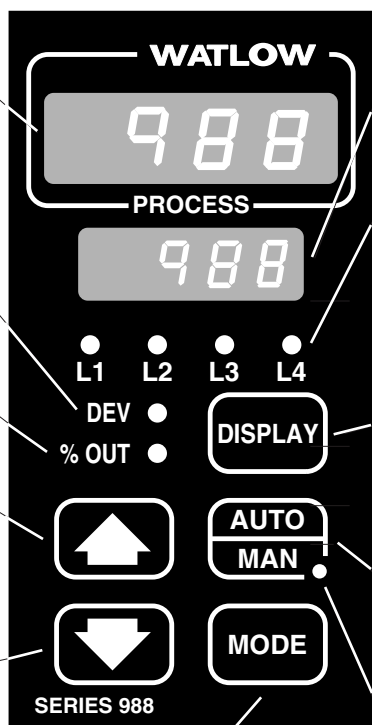 WATLOW
988
PROCESS
988
L1 L2 L3 L4
DEV
% OUT
DISPLAY
AUTO
MAN
MODE
SERIES 988